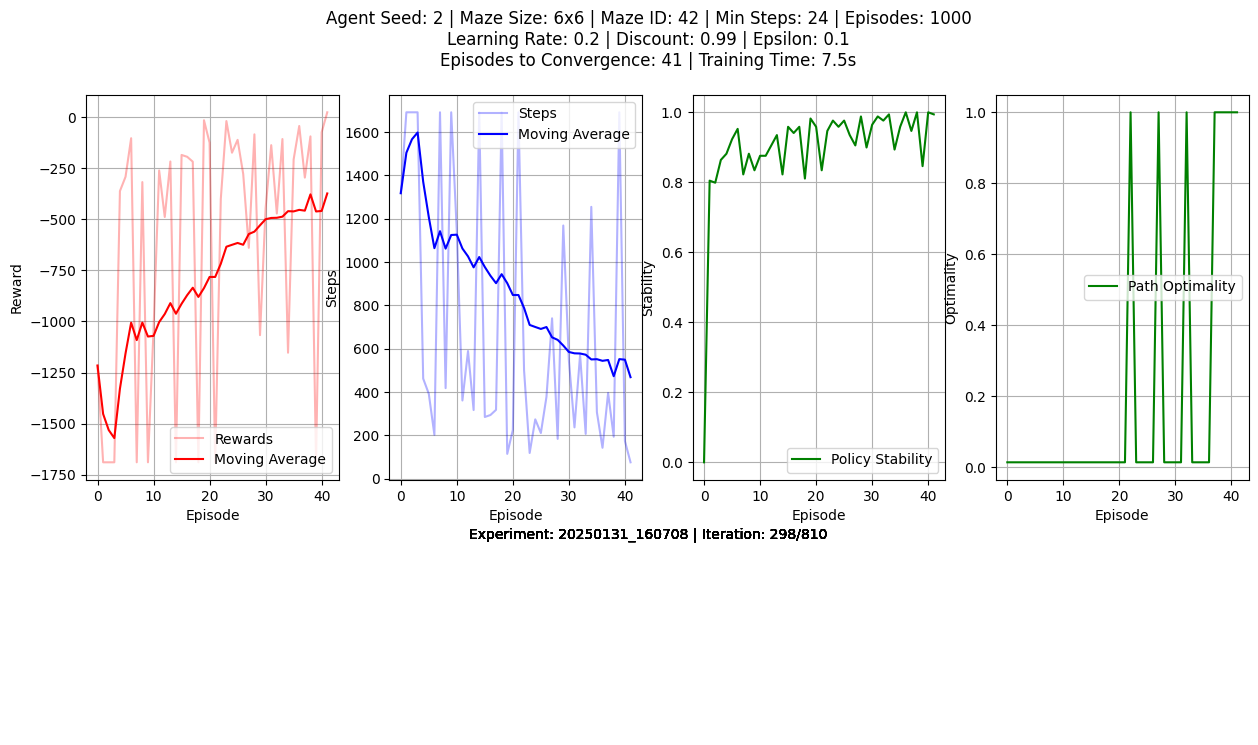 Agent Seed: 2 | Maze Size: 6x6 | Maze ID: 42 | Min Steps: 24 | Episodes: 1000
Learning Rate: 0.2 | Discount: 0.99 | Epsilon: 0.1
Episodes to Convergence: 41 | Training Time: 7.5s
Reward
0
−250
−500
−750
−1000
−1250
−1500
−1750
Rewards
Moving Average
0 10 20 30 40
Episode
Steps
1600
1400
1200
1000
800
600
400
200
0
Steps
Moving Average
0 10 20 30 40
Episode
Stability
1.0
0.8
0.6
0.4
0.2
0.0
Policy Stability
0 10 20 30 40
Episode
Optimality
1.0
0.8
0.6
0.4
0.2
0.0
Path Optimality
0 10 20 30 40
Episode
Experiment: 20250131_160708 | Iteration: 298/810